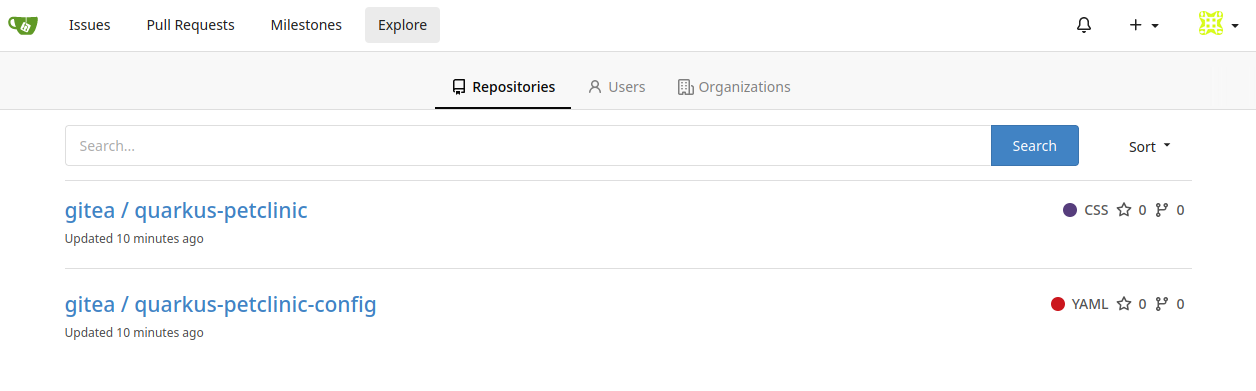 Issues Pull Requests Milestones Explore
Repositories Users Organizations
Search... Search Sort
gitea / quarkus-petclinic CSS 0 0
Updated 10 minutes ago
gitea / quarkus-petclinic-config YAML 0 0
Updated 10 minutes ago